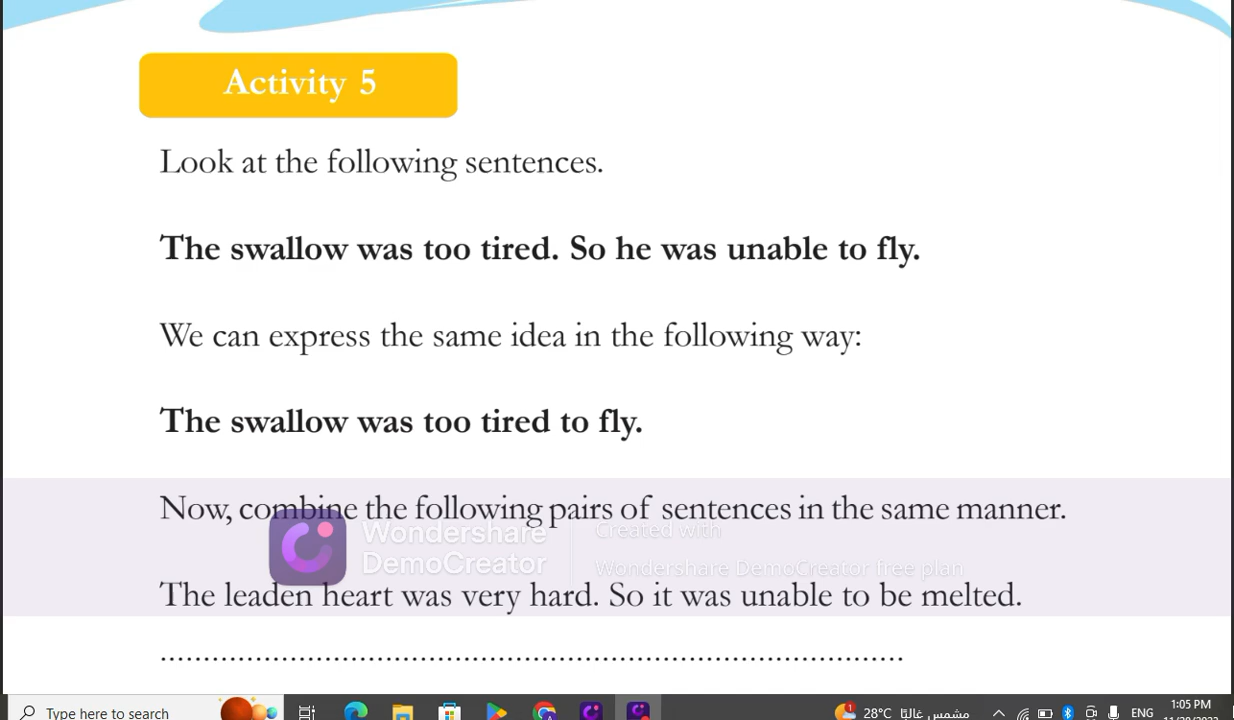 Activity 5
Look at the following sentences.
The swallow was too tired. So he was unable to fly.
We can express the same idea in the following way:
The swallow was too tired to fly.
Now, combine the following pairs of sentences in the same manner.
Wondershare
DemoCreator
Created with
Wondershare DemoCreator free plan
The leaden heart was very hard. So it was unable to be melted.
................................................................................
Type here to search
1
28°C مشمس غالبًا
ENG
1:05 PM